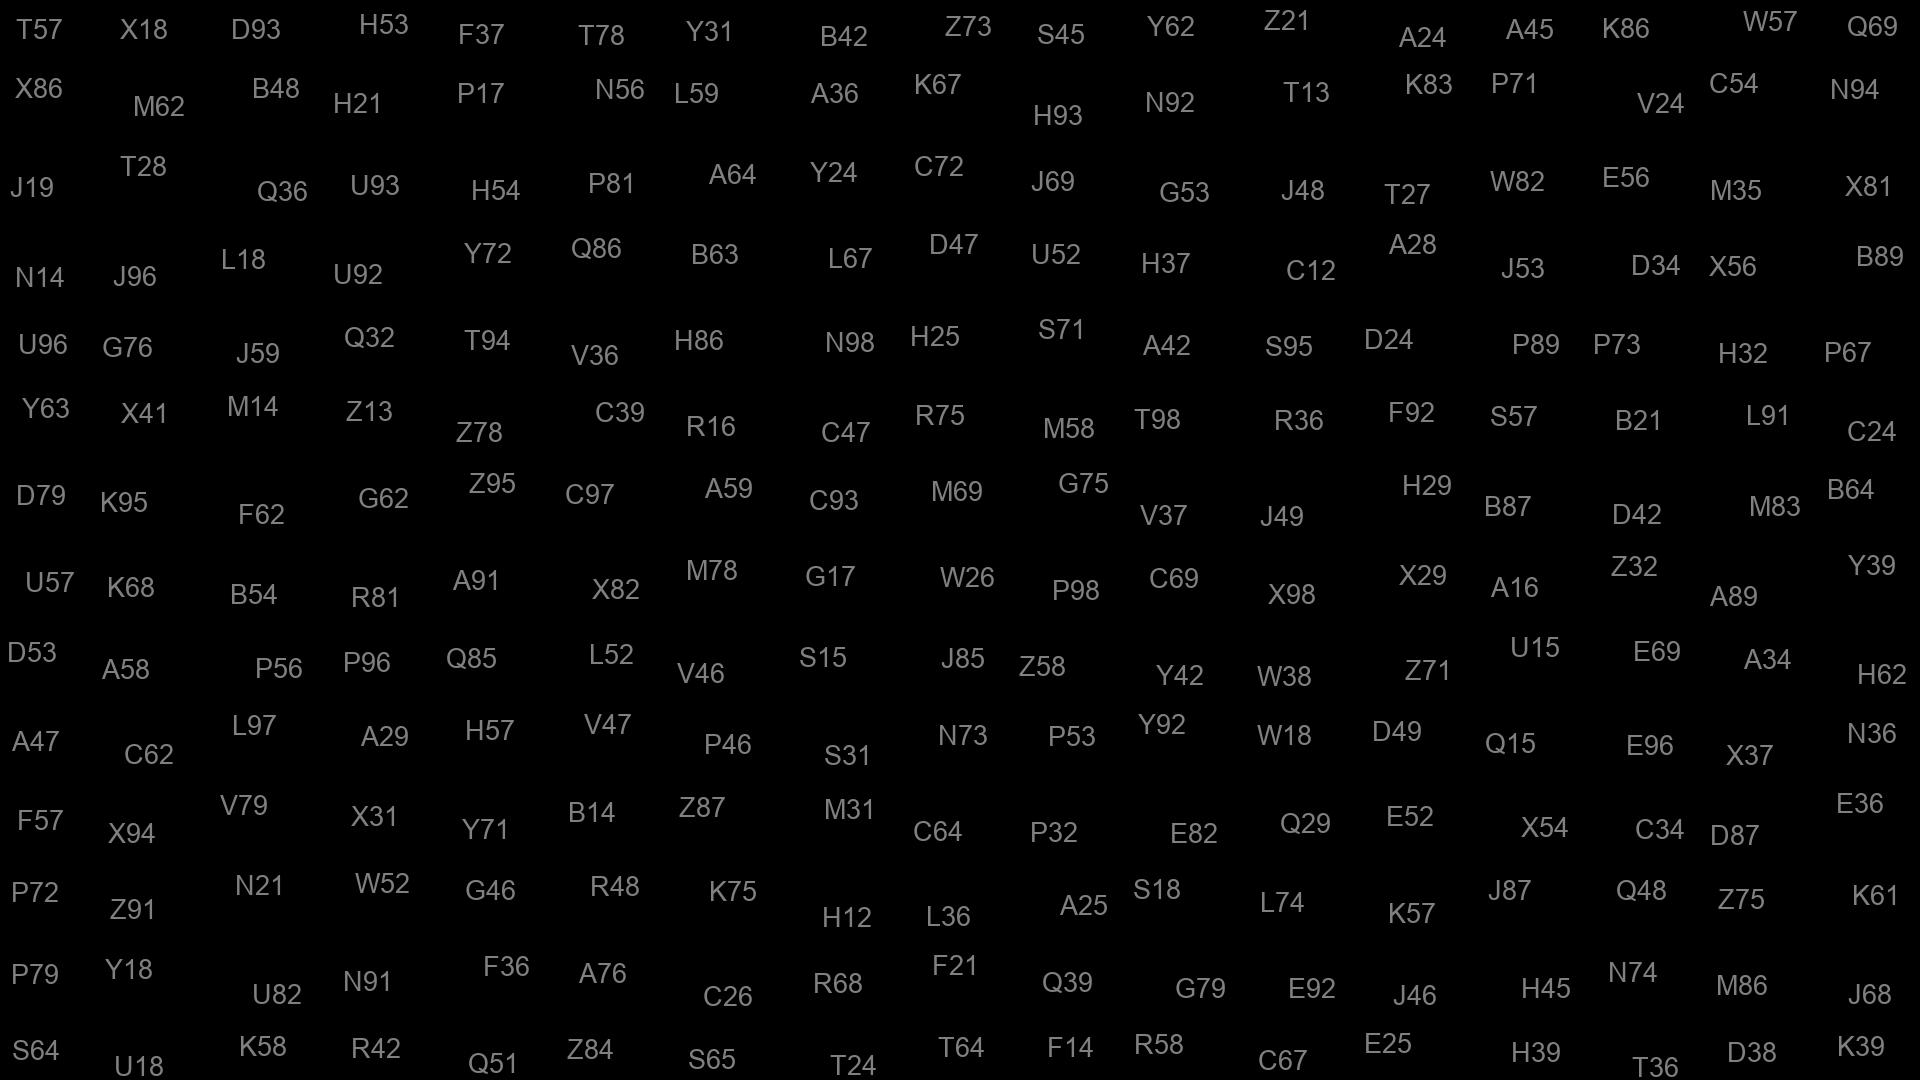 T57 X18 D93 H53 F37 T78 Y31 B42 Z73 S45 Y62 Z21 A24 A45 K86 W57 Q69
X86 M62 B48 H21 P17 N56 L59 A36 K67 H93 N92 T13 K83 P71 V24 C54 N94
J19 T28 Q36 U93 H54 P81 A64 Y24 C72 J69 G53 J48 T27 W82 E56 M35 X81
N14 J96 L18 U92 Y72 Q86 B63 L67 D47 U52 H37 C12 A28 J53 D34 X56 B89
U96 G76 J59 Q32 T94 V36 H86 N98 H25 S71 A42 S95 D24 P89 P73 H32 P67
Y63 X41 M14 Z13 Z78 C39 R16 C47 R75 M58 T98 R36 F92 S57 B21 L91 C24
D79 K95 F62 G62 Z95 C97 A59 C93 M69 G75 V37 J49 H29 B87 D42 M83 B64
U57 K68 B54 R81 A91 X82 M78 G17 W26 P98 C69 X98 X29 A16 Z32 A89 Y39
D53 A58 P56 P96 Q85 L52 V46 S15 J85 Z58 Y42 W38 Z71 U15 E69 A34 H62
A47 C62 L97 A29 H57 V47 P46 S31 N73 P53 Y92 W18 D49 Q15 E96 X37 N36
F57 X94 V79 X31 Y71 B14 Z87 M31 C64 P32 E82 Q29 E52 X54 C34 D87 E36
P72 Z91 N21 W52 G46 R48 K75 H12 L36 A25 S18 L74 K57 J87 Q48 Z75 K61
P79 Y18 U82 N91 F36 A76 C26 R68 F21 Q39 G79 E92 J46 H45 N74 M86 J68
S64 U18 K58 R42 Q51 Z84 S65 T24 T64 F14 R58 C67 E25 H39 T36 D38 K39